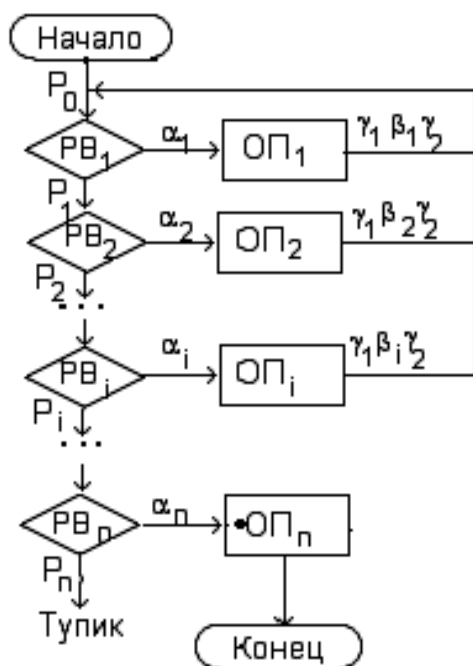 Начало
P₀
РВ₁ α₁ ОП₁ γ₁ β₁ γ₂
P₁
РВ₂ α₂ ОП₂ γ₁ β₂ γ₂
P₂
...
РВᵢ αᵢ ОПᵢ γ₁ βᵢ γ₂
Pᵢ
...
РВₙ αₙ •ОПₙ
Pₙ
Тупик
Конец